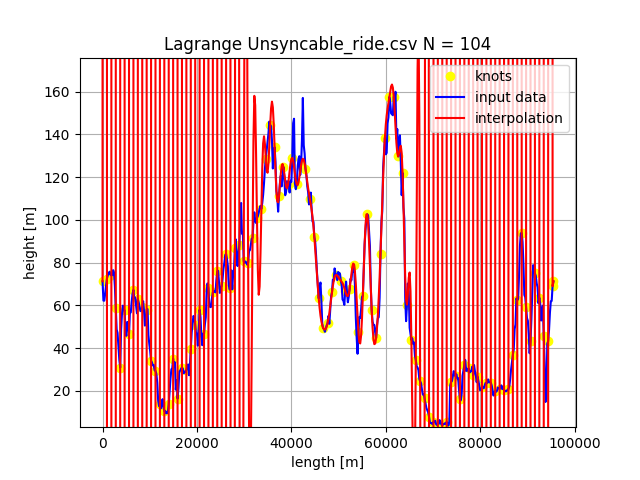 Lagrange Unsyncable_ride.csv N = 104
knots
input data
interpolation
160
140
120
100
80
60
40
20
height [m]
0 20000 40000 60000 80000 100000
length [m]